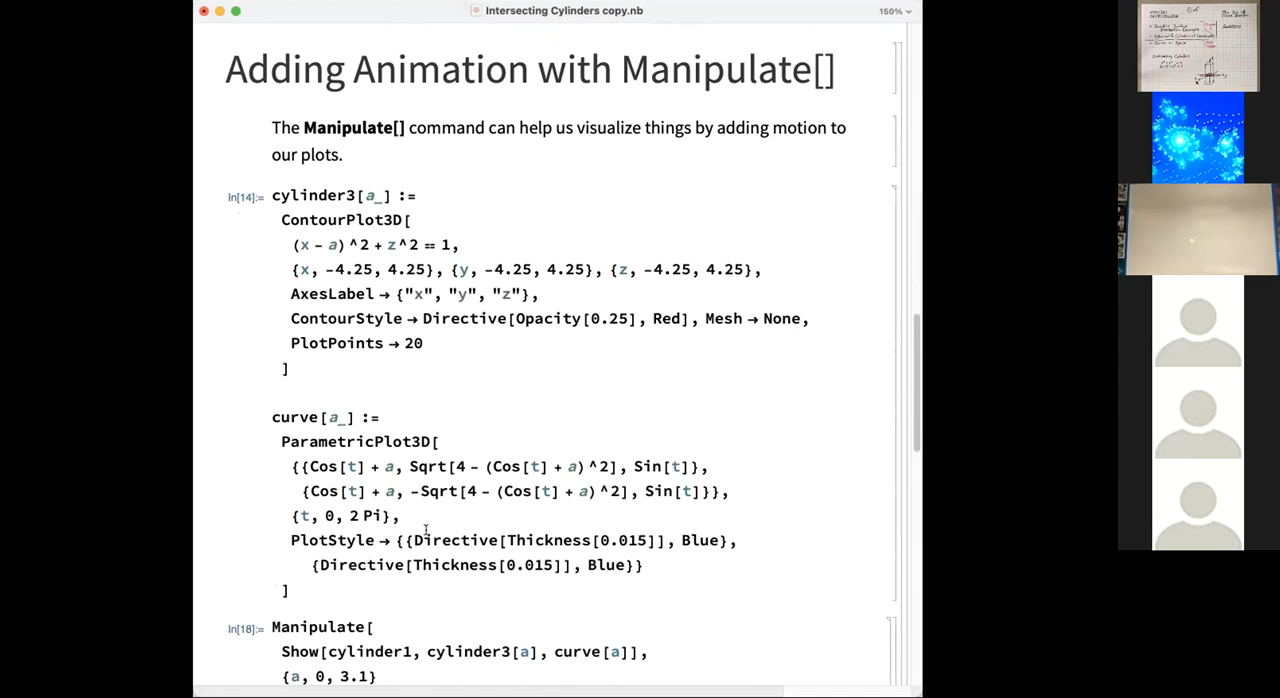 Intersecting Cylinders copy.nb
150%
Adding Animation with Manipulate[]
The Manipulate[] command can help us visualize things by adding motion to
our plots.
In[14]:= cylinder3[a_] :=
ContourPlot3D[
(x - a)^2 + z^2 == 1,
{x, -4.25, 4.25}, {y, -4.25, 4.25}, {z, -4.25, 4.25},
AxesLabel → {"x", "y", "z"},
ContourStyle → Directive[Opacity[0.25], Red], Mesh → None,
PlotPoints → 20
]
curve[a_] :=
ParametricPlot3D[
{{Cos[t] + a, Sqrt[4 - (Cos[t] + a)^2], Sin[t]},
{Cos[t] + a, -Sqrt[4 - (Cos[t] + a)^2], Sin[t]}},
{t, 0, 2 Pi},
PlotStyle → {{Directive[Thickness[0.015]], Blue},
{Directive[Thickness[0.015]], Blue}}
]
In[18]:= Manipulate[
Show[cylinder1, cylinder3[a], curve[a]],
{a, 0, 3.1}